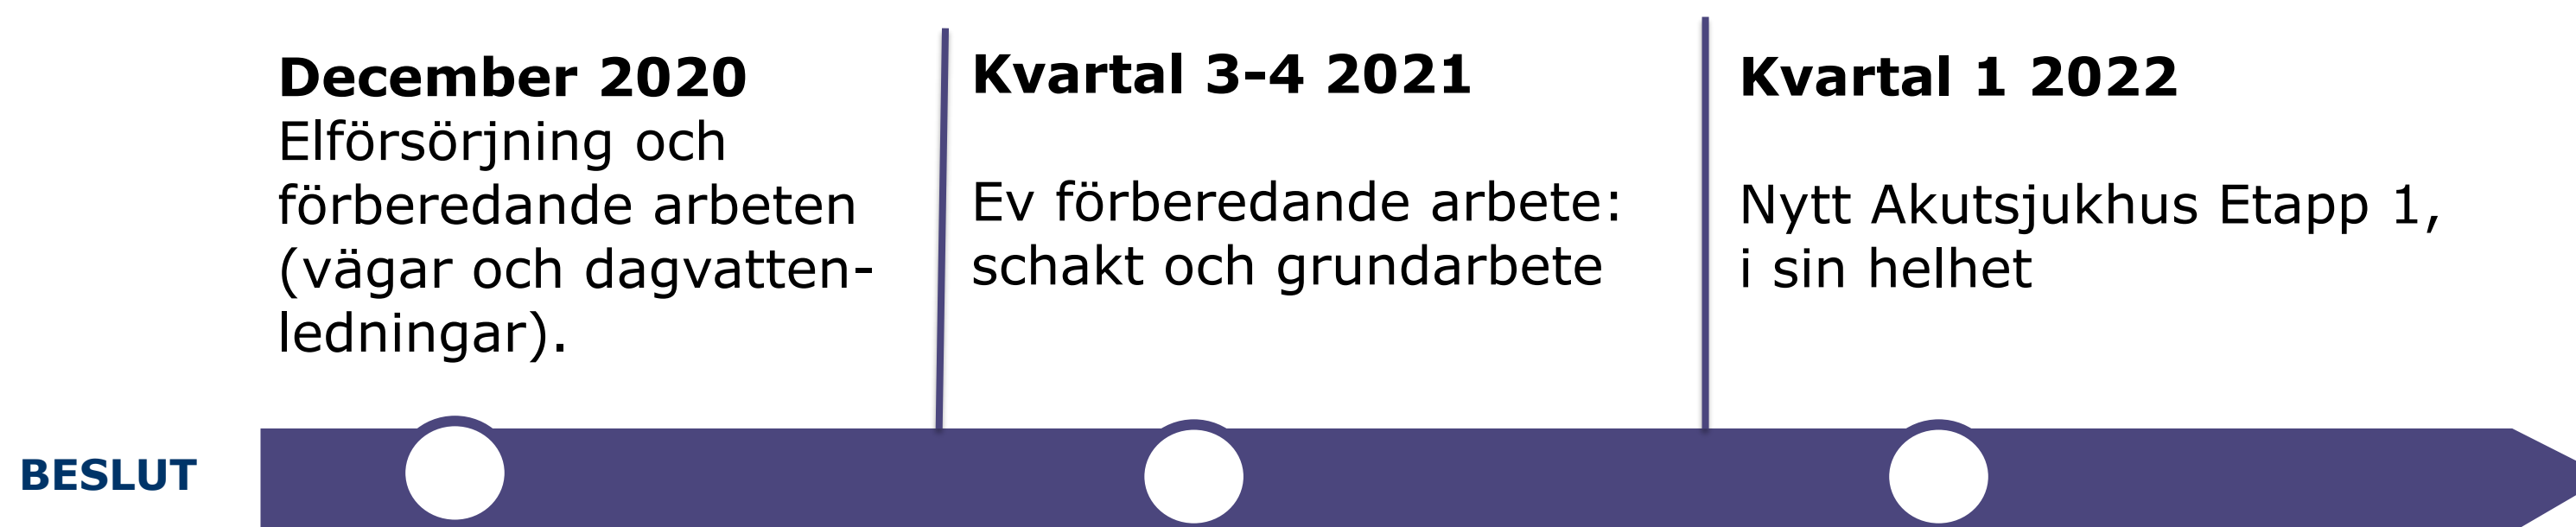 December 2020
Elförsörjning och
förberedande arbeten
(vägar och dagvatten-
ledningar).
Kvartal 3-4 2021
Ev förberedande arbete:
schakt och grundarbete
Kvartal 1 2022
Nytt Akutsjukhus Etapp 1,
i sin helhet
BESLUT